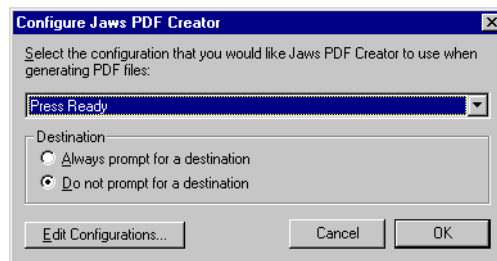 Configure Jaws PDF Creator
Select the configuration that you would like Jaws PDF Creator to use when
generating PDF files:
Press Ready
Destination
Always prompt for a destination
Do not prompt for a destination
Edit Configurations...
Cancel
OK